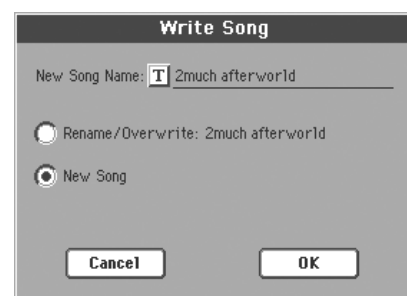 Write Song
New Song Name: T 2much afterworld
Rename/Overwrite: 2much afterworld
New Song
Cancel OK